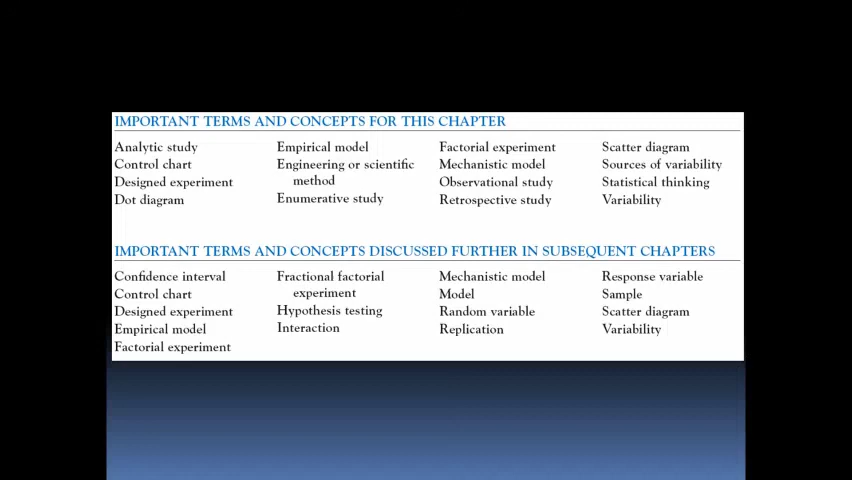 IMPORTANT TERMS AND CONCEPTS FOR THIS CHAPTER
Analytic study
Control chart
Designed experiment
Dot diagram
Empirical model
Engineering or scientific
method
Enumerative study
Factorial experiment
Mechanistic model
Observational study
Retrospective study
Scatter diagram
Sources of variability
Statistical thinking
Variability
IMPORTANT TERMS AND CONCEPTS DISCUSSED FURTHER IN SUBSEQUENT CHAPTERS
Confidence interval
Control chart
Designed experiment
Empirical model
Factorial experiment
Fractional factorial
experiment
Hypothesis testing
Interaction
Mechanistic model
Model
Random variable
Replication
Response variable
Sample
Scatter diagram
Variability